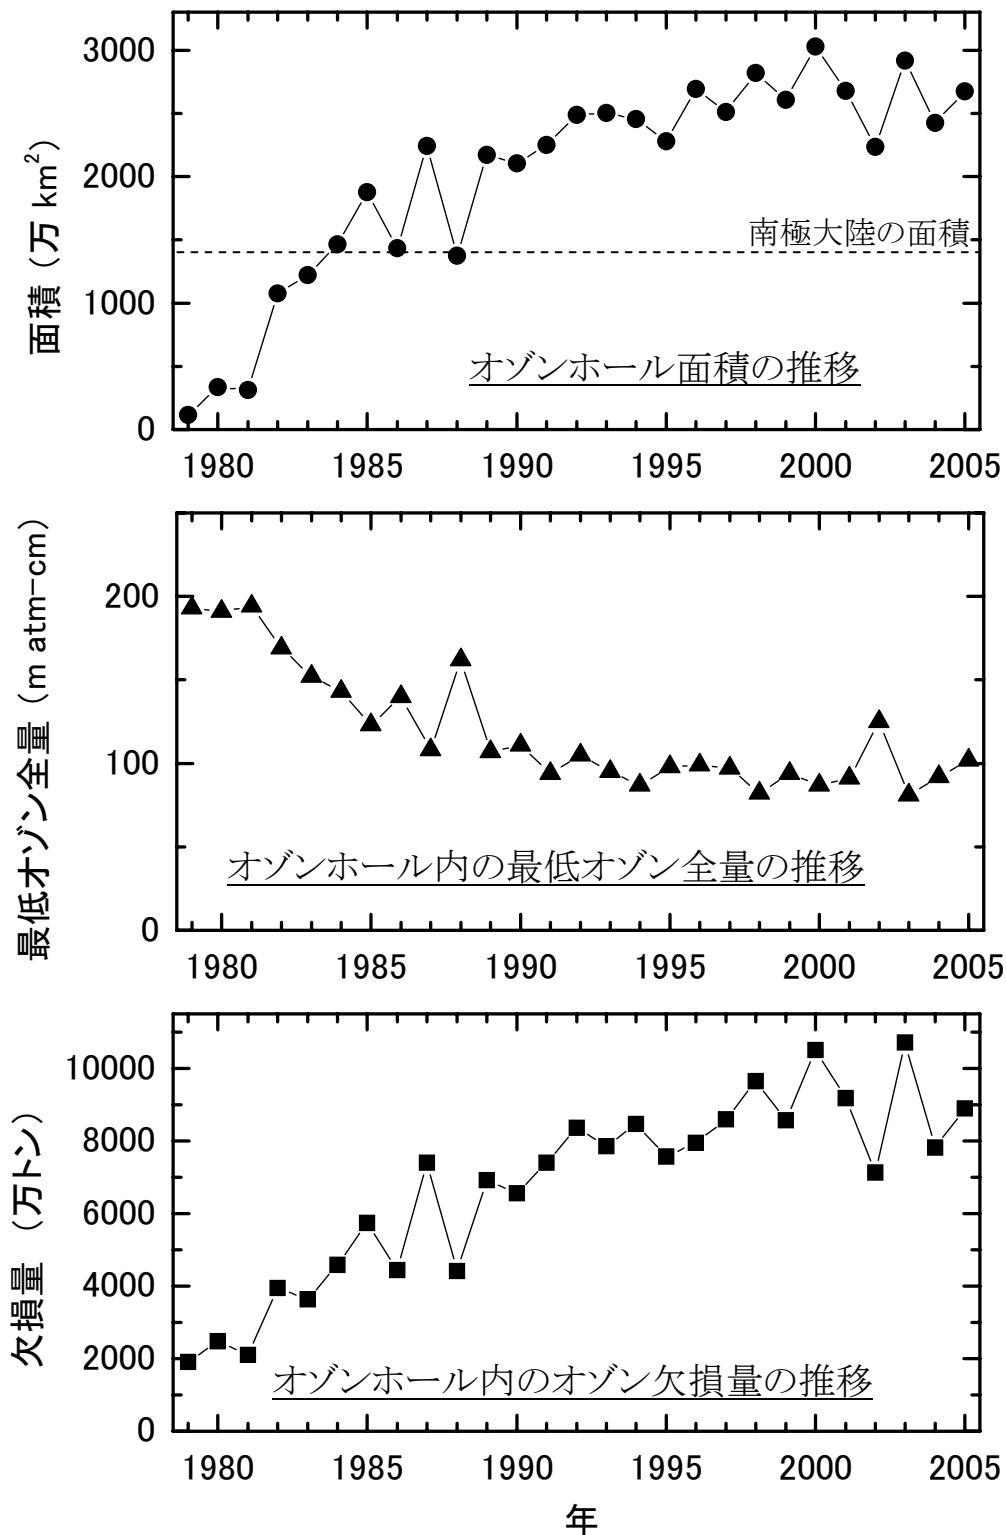 3000
2000
1000
0
面積（万 km²）
南極大陸の面積
オゾンホール面積の推移
1980 1985 1990 1995 2000 2005
200
100
0
最低オゾン全量（m atm-cm）
オゾンホール内の最低オゾン全量の推移
1980 1985 1990 1995 2000 2005
10000
8000
6000
4000
2000
0
欠損量（万トン）
オゾンホール内のオゾン欠損量の推移
1980 1985 1990 1995 2000 2005
年